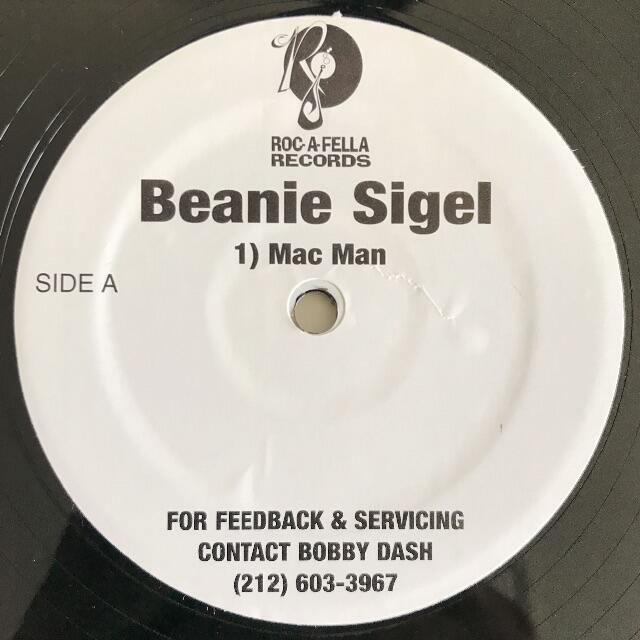 ROC-A-FELLA
RECORDS
Beanie Sigel
1) Mac Man
SIDE A
FOR FEEDBACK & SERVICING
CONTACT BOBBY DASH
(212) 603-3967